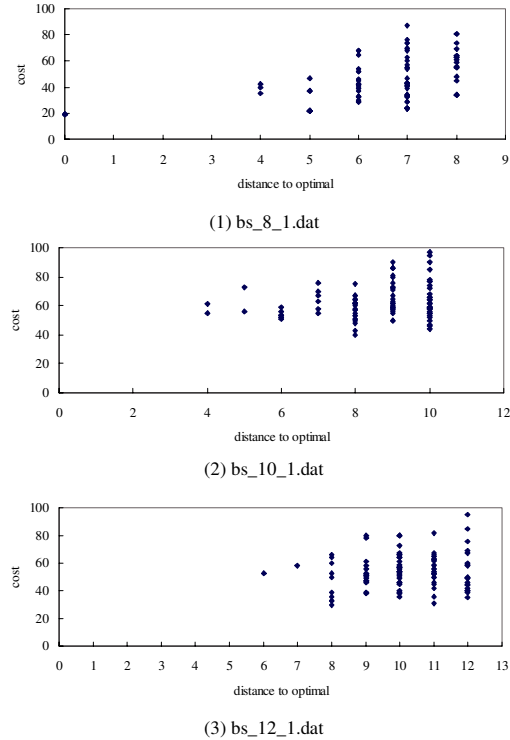 100
80
60
40
20
0
cost
0 1 2 3 4 5 6 7 8 9
distance to optimal
(1) bs_8_1.dat
100
80
60
40
20
0
cost
0 2 4 6 8 10 12
distance to optimal
(2) bs_10_1.dat
100
80
60
40
20
0
cost
0 1 2 3 4 5 6 7 8 9 10 11 12 13
distance to optimal
(3) bs_12_1.dat